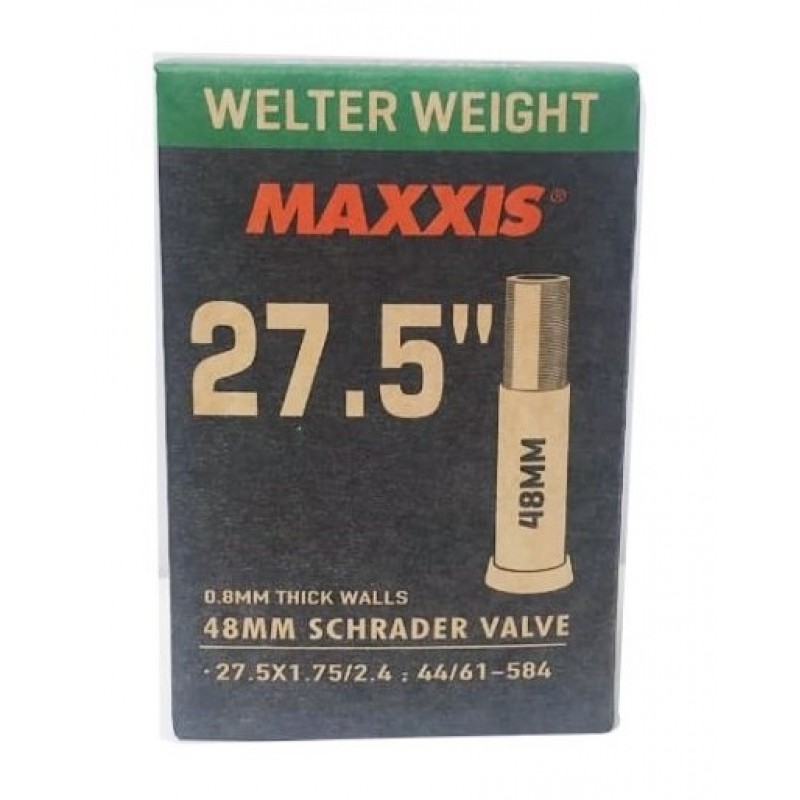 WELTER WEIGHT
MAXXIS®
27.5"
48MM
0.8MM THICK WALLS
48MM SCHRADER VALVE
· 27.5X1.75/2.4 : 44/61-584